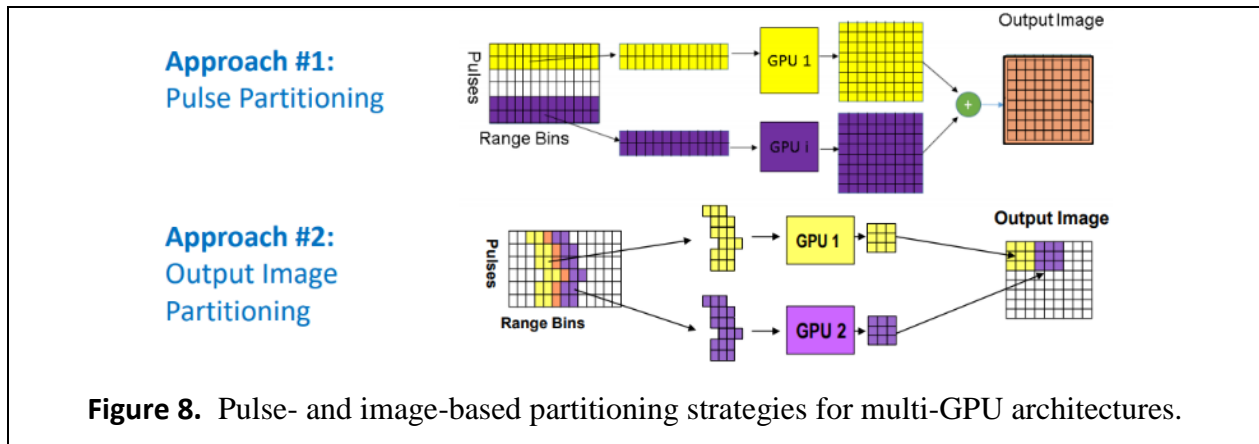 Approach #1:
Pulse Partitioning
Pulses
Range Bins
GPU 1
GPU i
+
Output Image
Approach #2:
Output Image
Partitioning
Pulses
Range Bins
GPU 1
GPU 2
Output Image
Figure 8. Pulse- and image-based partitioning strategies for multi-GPU architectures.